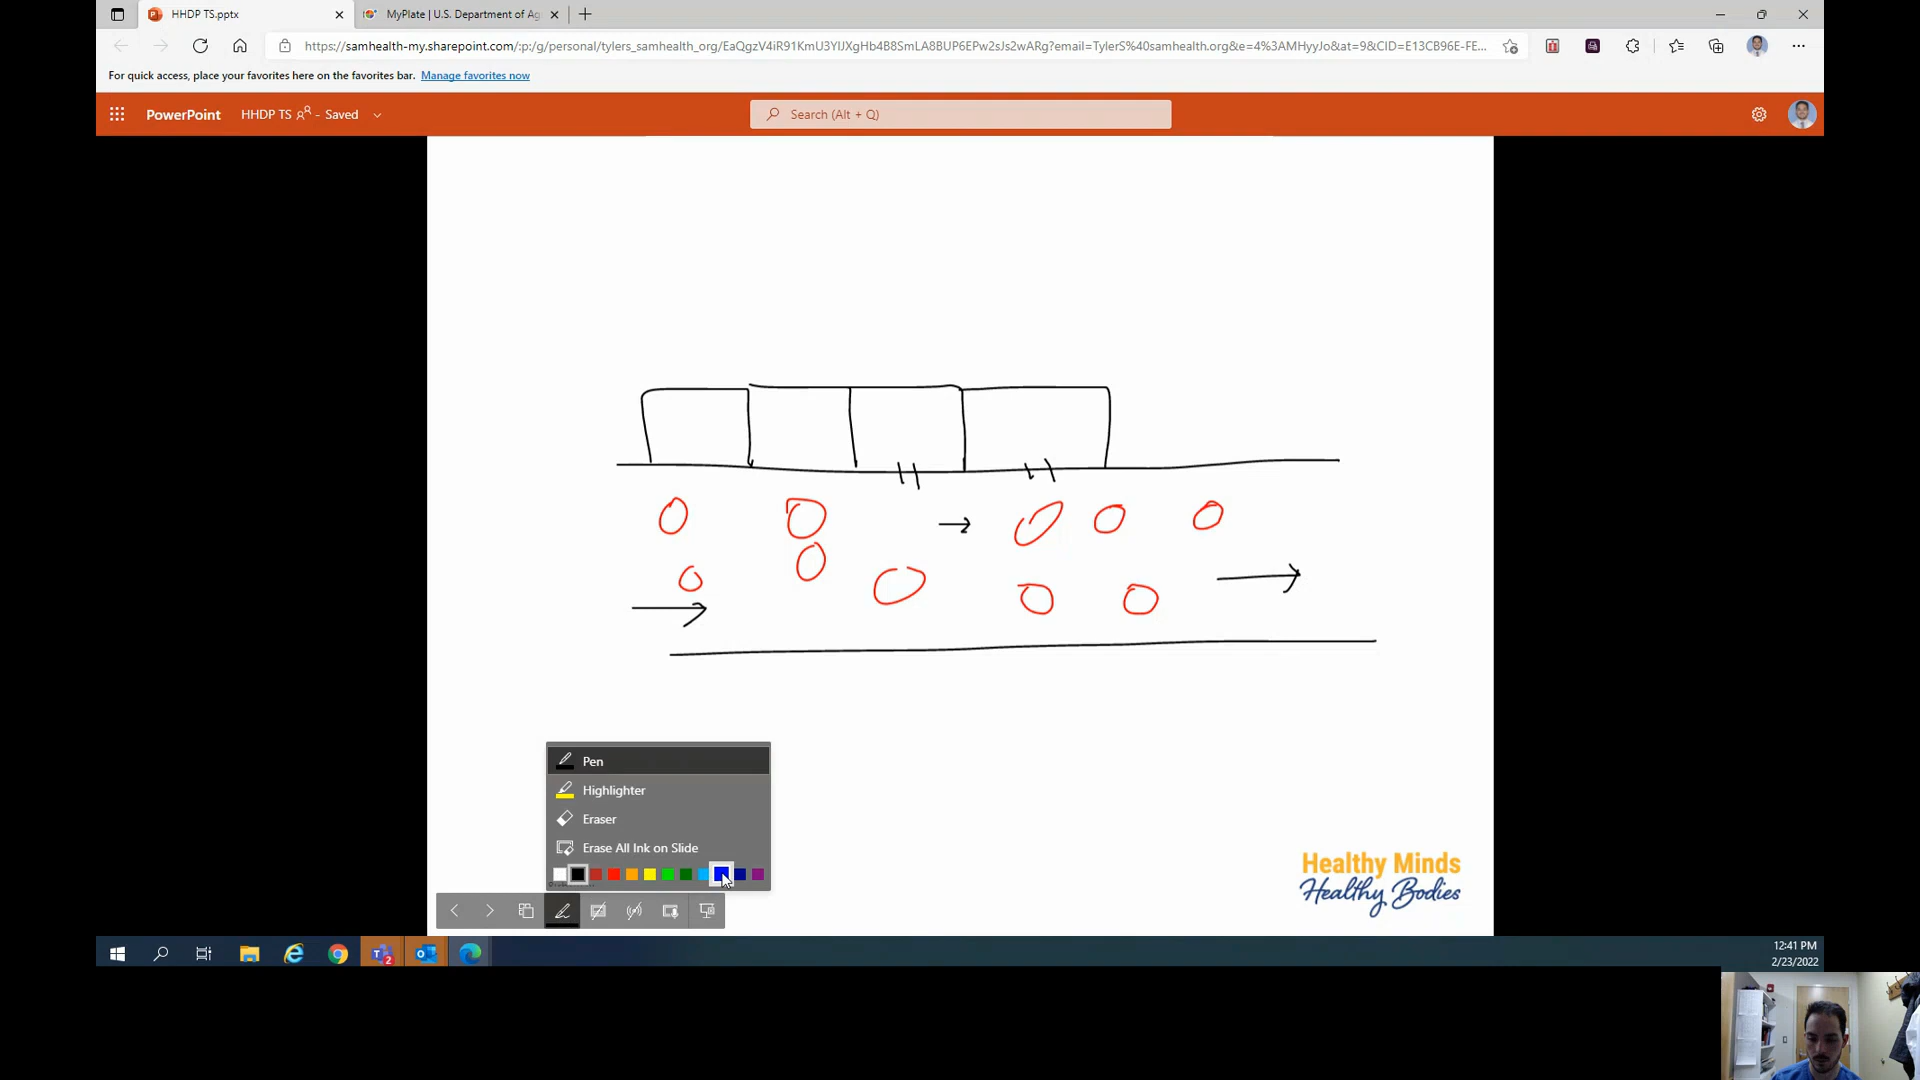 HHDP TS.pptx
MyPlate | U.S. Department of Ag
https://samhealth-my.sharepoint.com/:p:/g/personal/tylers_samhealth_org/EaQgzV4iR91KmU3YIJXgHb4B8SmLA8BUP6EPw2sJs2wARg?email=TylerS%40samhealth.org&e=4%3AMHyyJo&at=9&CID=E13CB96E-FE...
For quick access, place your favorites here on the favorites bar. Manage favorites now
PowerPoint HHDP TS - Saved
Search (Alt + Q)
Pen
Highlighter
Eraser
Erase All Ink on Slide
Healthy Minds
Healthy Bodies
2
12:41 PM
2/23/2022